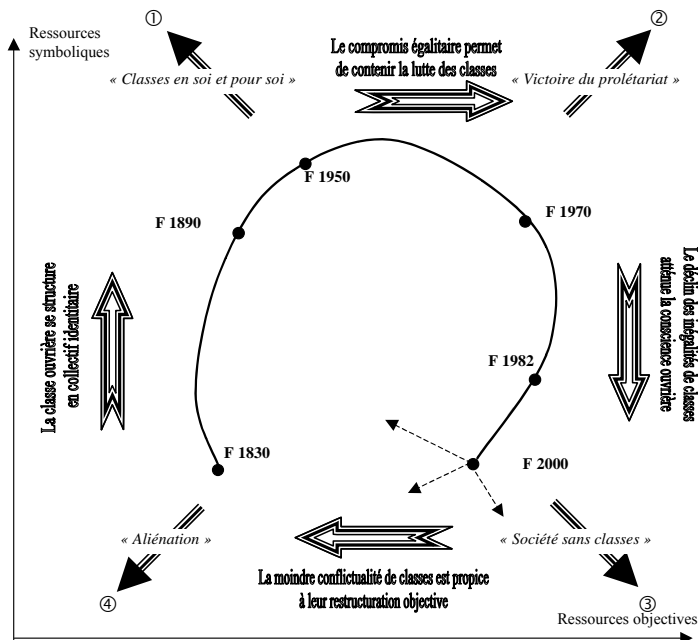 Ressources
symboliques
①
②
« Classes en soi et pour soi »
Le compromis égalitaire permet
de contenir la lutte des classes
« Victoire du prolétariat »
F 1950
F 1890
F 1970
La classe ouvrière se structure
en collectif identitaire
Le déclin des inégalités de classes
atténue la conscience ouvrière
F 1982
F 1830
F 2000
« Aliénation »
« Société sans classes »
④
La moindre conflictualité de classes est propice
à leur restructuration objective
③
Ressources objectives